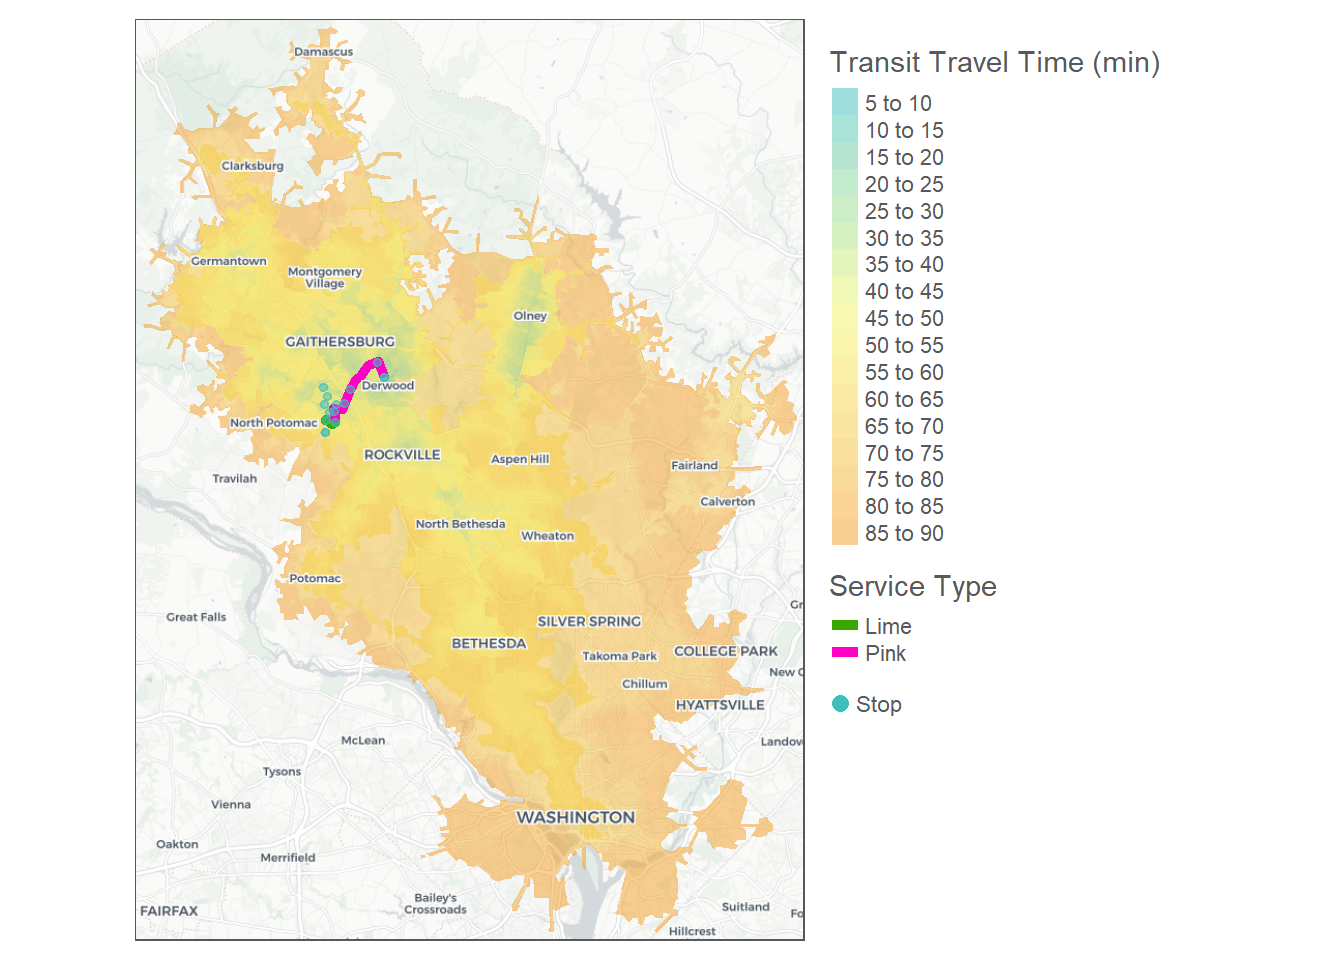 Damascus
Clarksburg
Germantown
Montgomery
Village
Olney
GAITHERSBURG
Derwood
North Potomac
ROCKVILLE
Aspen Hill
Fairland
Travilah
Calverton
North Bethesda
Wheaton
Potomac
Great Falls
Gr
SILVER SPRING
BETHESDA
Takoma Park
COLLEGE PARK
New C
Chillum
HYATTSVILLE
McLean
Landov
Tysons
Vienna
WASHINGTON
Oakton
Merrifield
Bailey's
Crossroads
FAIRFAX
Suitland
Fo
Hillcrest
Transit Travel Time (min)
5 to 10
10 to 15
15 to 20
20 to 25
25 to 30
30 to 35
35 to 40
40 to 45
45 to 50
50 to 55
55 to 60
60 to 65
65 to 70
70 to 75
75 to 80
80 to 85
85 to 90
Service Type
Lime
Pink
Stop